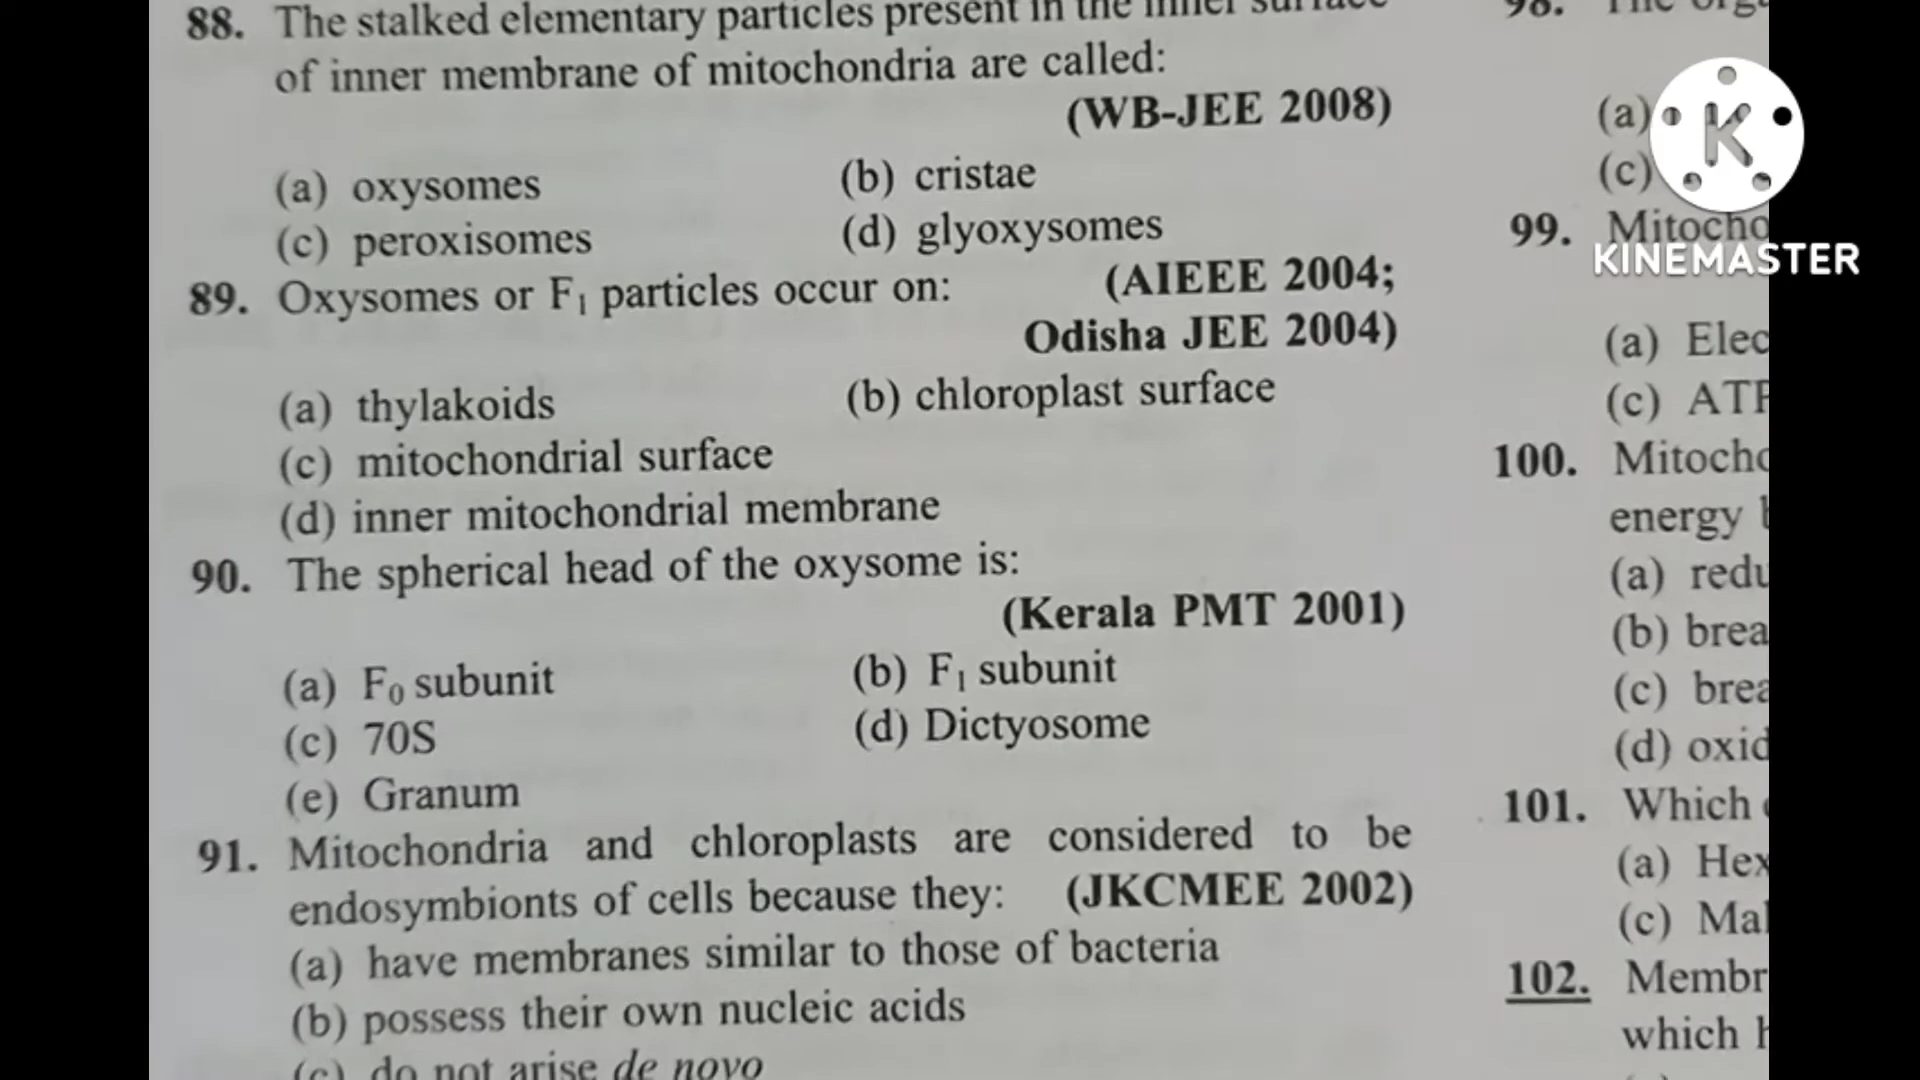 88. The stalked elementary particles present in the inner surface
of inner membrane of mitochondria are called:
(WB-JEE 2008)
(a) oxysomes (b) cristae
(c) peroxisomes (d) glyoxysomes
89. Oxysomes or F₁ particles occur on: (AIEEE 2004;
Odisha JEE 2004)
(a) thylakoids (b) chloroplast surface
(c) mitochondrial surface
(d) inner mitochondrial membrane
90. The spherical head of the oxysome is:
(Kerala PMT 2001)
(a) F₀ subunit (b) F₁ subunit
(c) 70S (d) Dictyosome
(e) Granum
91. Mitochondria and chloroplasts are considered to be
endosymbionts of cells because they: (JKCMEE 2002)
(a) have membranes similar to those of bacteria
(b) possess their own nucleic acids
(c) do not arise de novo
98. The
(a)
(c)
99. Mitocho
(a) Elec
(c) ATP
100. Mitocho
energy
(a) redu
(b) brea
(c) brea
(d) oxid
101. Which
(a) Hex
(c) Mal
102. Membr
which
K
KINEMASTER